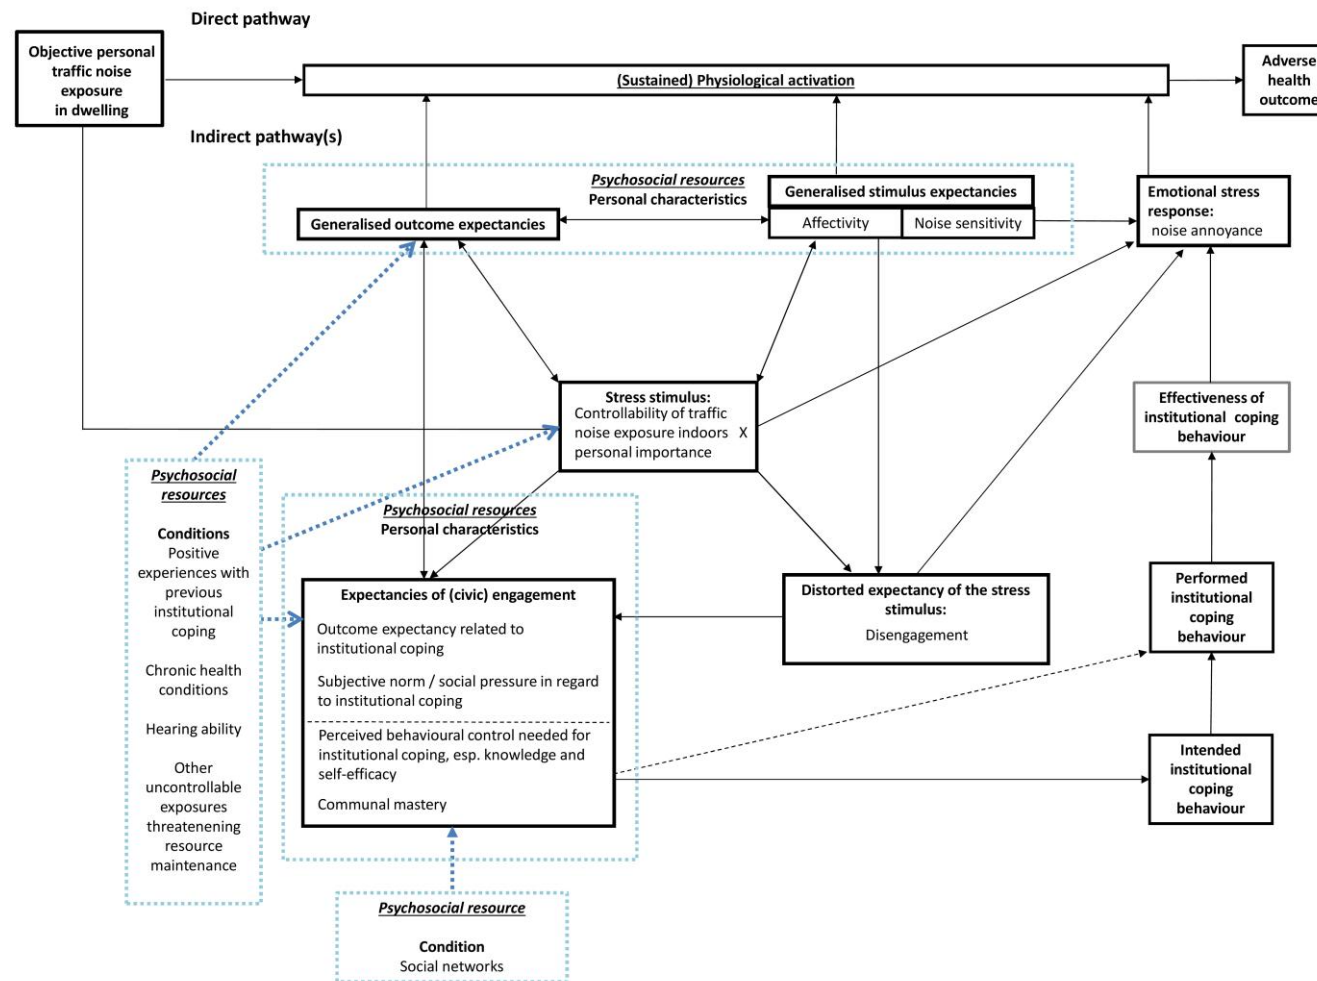 Direct pathway
Objective personal
traffic noise
exposure
in dwelling
(Sustained) Physiological activation
Adverse
health
outcome
Indirect pathway(s)
Psychosocial resources
Personal characteristics
Generalised outcome expectancies
Generalised stimulus expectancies
Affectivity
Noise sensitivity
Emotional stress
response:
noise annoyance
Stress stimulus:
Controllability of traffic
noise exposure indoors X
personal importance
Effectiveness of
institutional coping
behaviour
Psychosocial
resources
Conditions
Positive
experiences with
previous
institutional
coping
Chronic health
conditions
Hearing ability
Other
uncontrollable
exposures
threatenening
resource
maintenance
Psychosocial resources
Personal characteristics
Expectancies of (civic) engagement
Outcome expectancy related to
institutional coping
Subjective norm / social pressure in regard
to institutional coping
Perceived behavioural control needed for
institutional coping, esp. knowledge and
self-efficacy
Communal mastery
Distorted expectancy of the stress
stimulus:
Disengagement
Performed
institutional
coping
behaviour
Intended
institutional
coping
behaviour
Psychosocial resource
Condition
Social networks